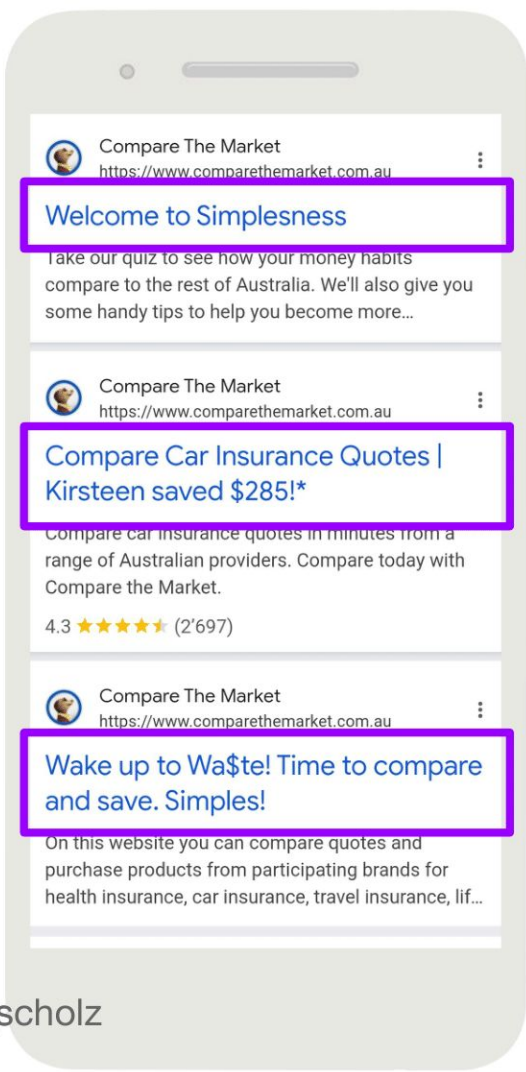 Compare The Market
https://www.comparethemarket.com.au
Welcome to Simplesness
Take our quiz to see how your money habits
compare to the rest of Australia. We'll also give you
some handy tips to help you become more...
Compare The Market
https://www.comparethemarket.com.au
Compare Car Insurance Quotes |
Kirsteen saved $285!*
Compare car insurance quotes in minutes from a
range of Australian providers. Compare today with
Compare the Market.
4.3 ★★★★★ (2'697)
Compare The Market
https://www.comparethemarket.com.au
Wake up to Wa$te! Time to compare
and save. Simples!
On this website you can compare quotes and
purchase products from participating brands for
health insurance, car insurance, travel insurance, lif...
scholz